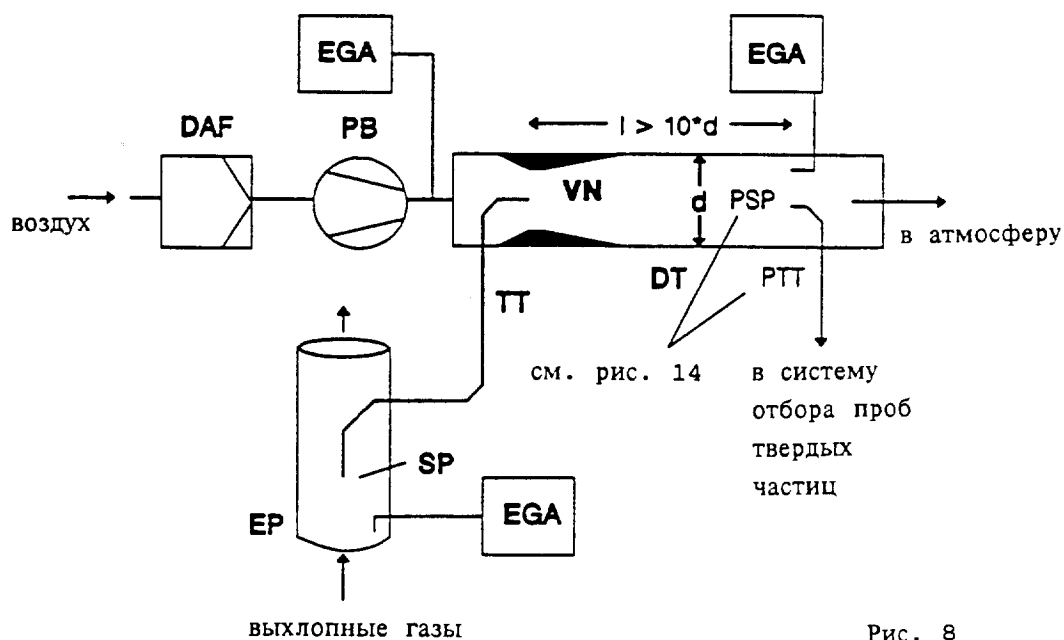 EGA
EGA
DAF
PB
l > 10*d
воздух
VN
d
PSP
в атмосферу
TT
DT
PTT
см. рис. 14
в систему
отбора проб
твердых
частиц
SP
EP
EGA
выхлопные газы
Рис. 8